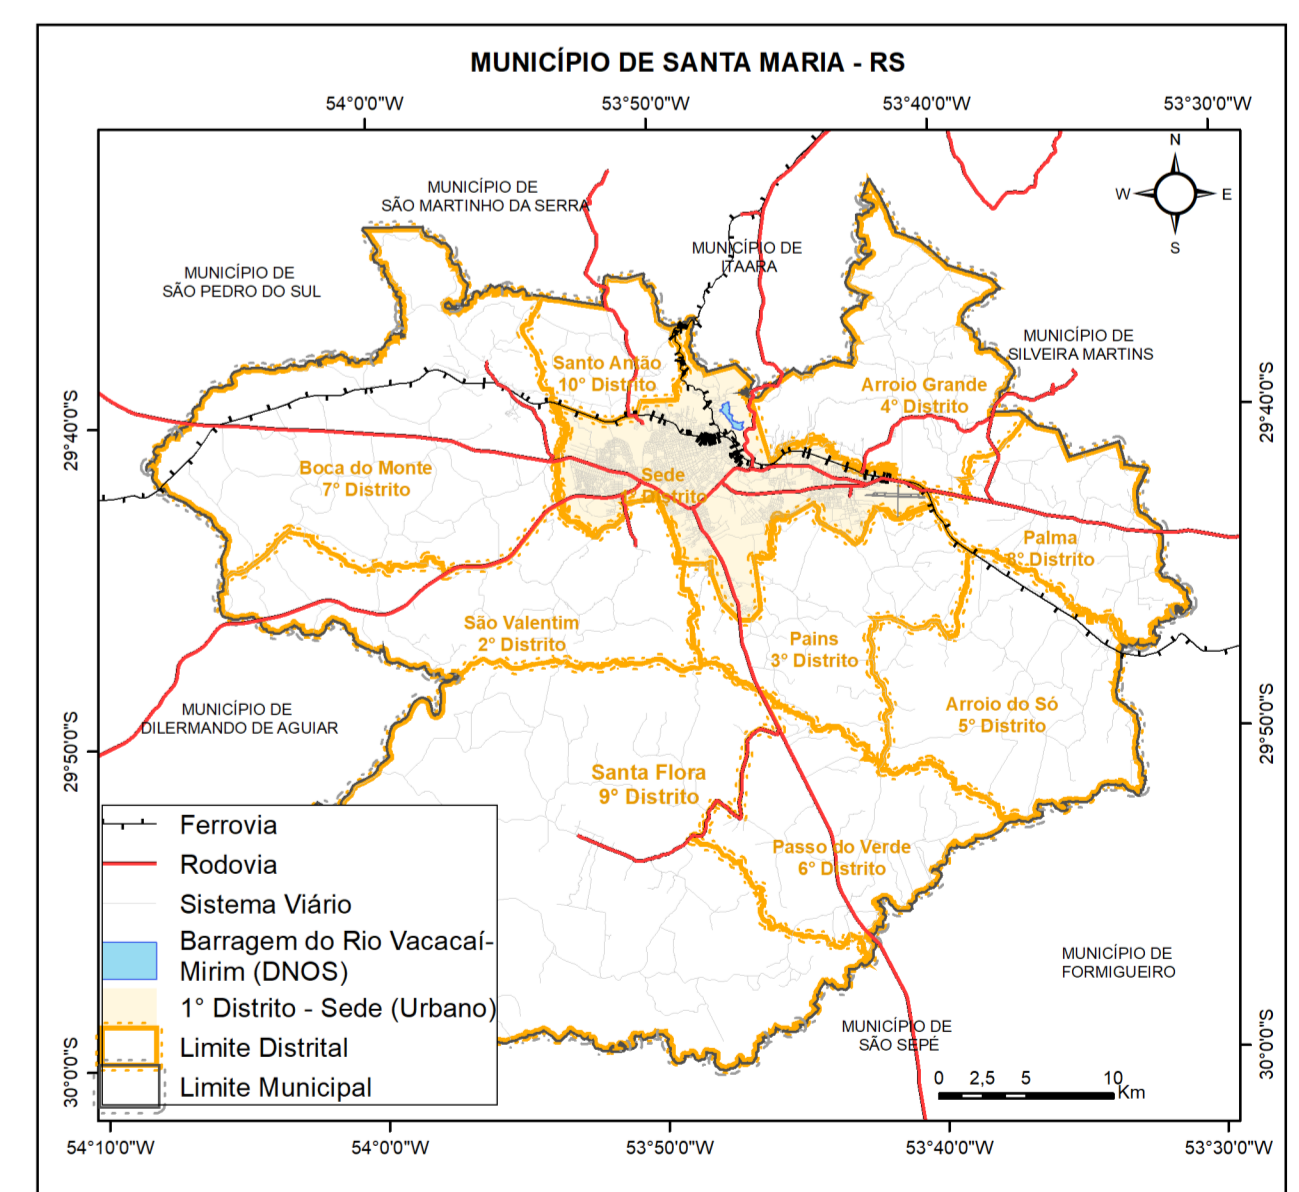 MUNICÍPIO DE SANTA MARIA - RS
54°0'0"W
53°50'0"W
53°40'0"W
53°30'0"W
N
W
E
S
MUNICÍPIO DE
SÃO MARTINHO DA SERRA
MUNICÍPIO DE
ITAARA
MUNICÍPIO DE
SÃO PEDRO DO SUL
MUNICÍPIO DE
SILVEIRA MARTINS
Santo Antão
10° Distrito
Arroio Grande
4° Distrito
29°40'0"S
29°40'0"S
Boca do Monte
7° Distrito
Sede
1° Distrito
Palma
8° Distrito
São Valentim
2° Distrito
Pains
3° Distrito
MUNICÍPIO DE
DILERMANDO DE AGUIAR
Arroio do Só
5° Distrito
29°50'0"S
29°50'0"S
Santa Flora
9° Distrito
Passo do Verde
6° Distrito
Ferrovia
Rodovia
Sistema Viário
Barragem do Rio Vacacaí-
Mirim (DNOS)
1° Distrito - Sede (Urbano)
Limite Distrital
Limite Municipal
MUNICÍPIO DE
FORMIGUEIRO
MUNICÍPIO DE
SÃO SEPÉ
30°0'0"S
30°0'0"S
0 2,5 5 10
Km
54°10'0"W
54°0'0"W
53°50'0"W
53°40'0"W
53°30'0"W